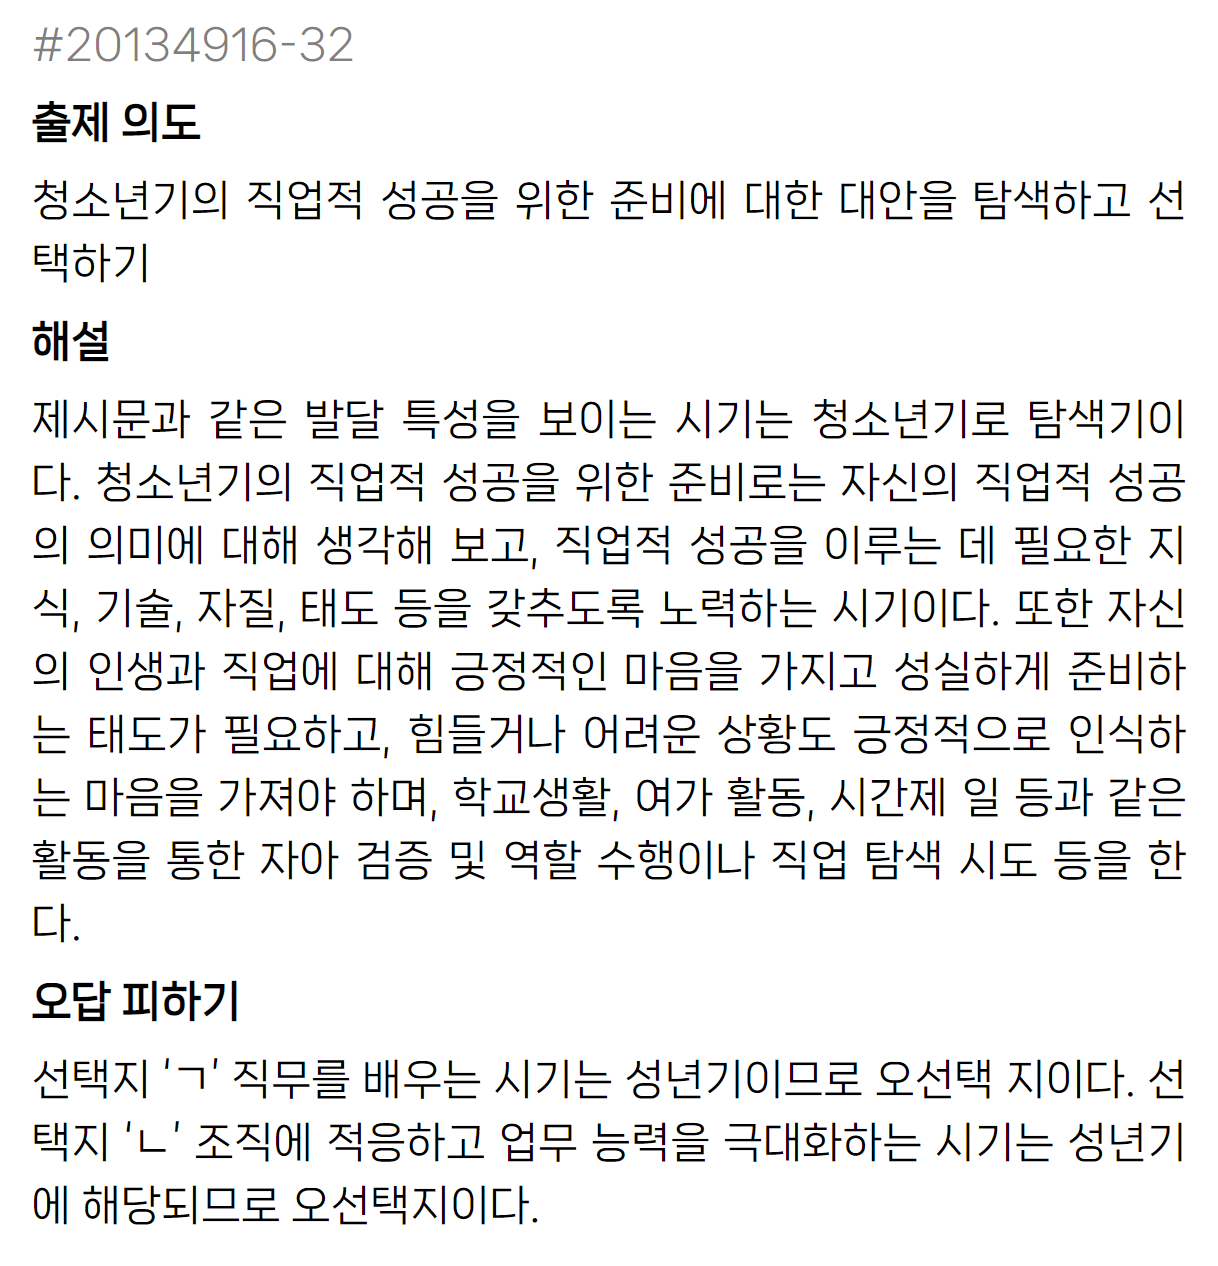 #20134916-32
출제 의도
청소년기의 직업적 성공을 위한 준비에 대한 대안을 탐색하고 선
택하기
해설
제시문과 같은 발달 특성을 보이는 시기는 청소년기로 탐색기이
다. 청소년기의 직업적 성공을 위한 준비로는 자신의 직업적 성공
의 의미에 대해 생각해 보고, 직업적 성공을 이루는 데 필요한 지
식, 기술, 자질, 태도 등을 갖추도록 노력하는 시기이다. 또한 자신
의 인생과 직업에 대해 긍정적인 마음을 가지고 성실하게 준비하
는 태도가 필요하고, 힘들거나 어려운 상황도 긍정적으로 인식하
는 마음을 가져야 하며, 학교생활, 여가 활동, 시간제 일 등과 같은
활동을 통한 자아 검증 및 역할 수행이나 직업 탐색 시도 등을 한
다.
오답 피하기
선택지 ‘ㄱ’ 직무를 배우는 시기는 성년기이므로 오선택 지이다. 선
택지 ‘ㄴ’ 조직에 적응하고 업무 능력을 극대화하는 시기는 성년기
에 해당되므로 오선택지이다.